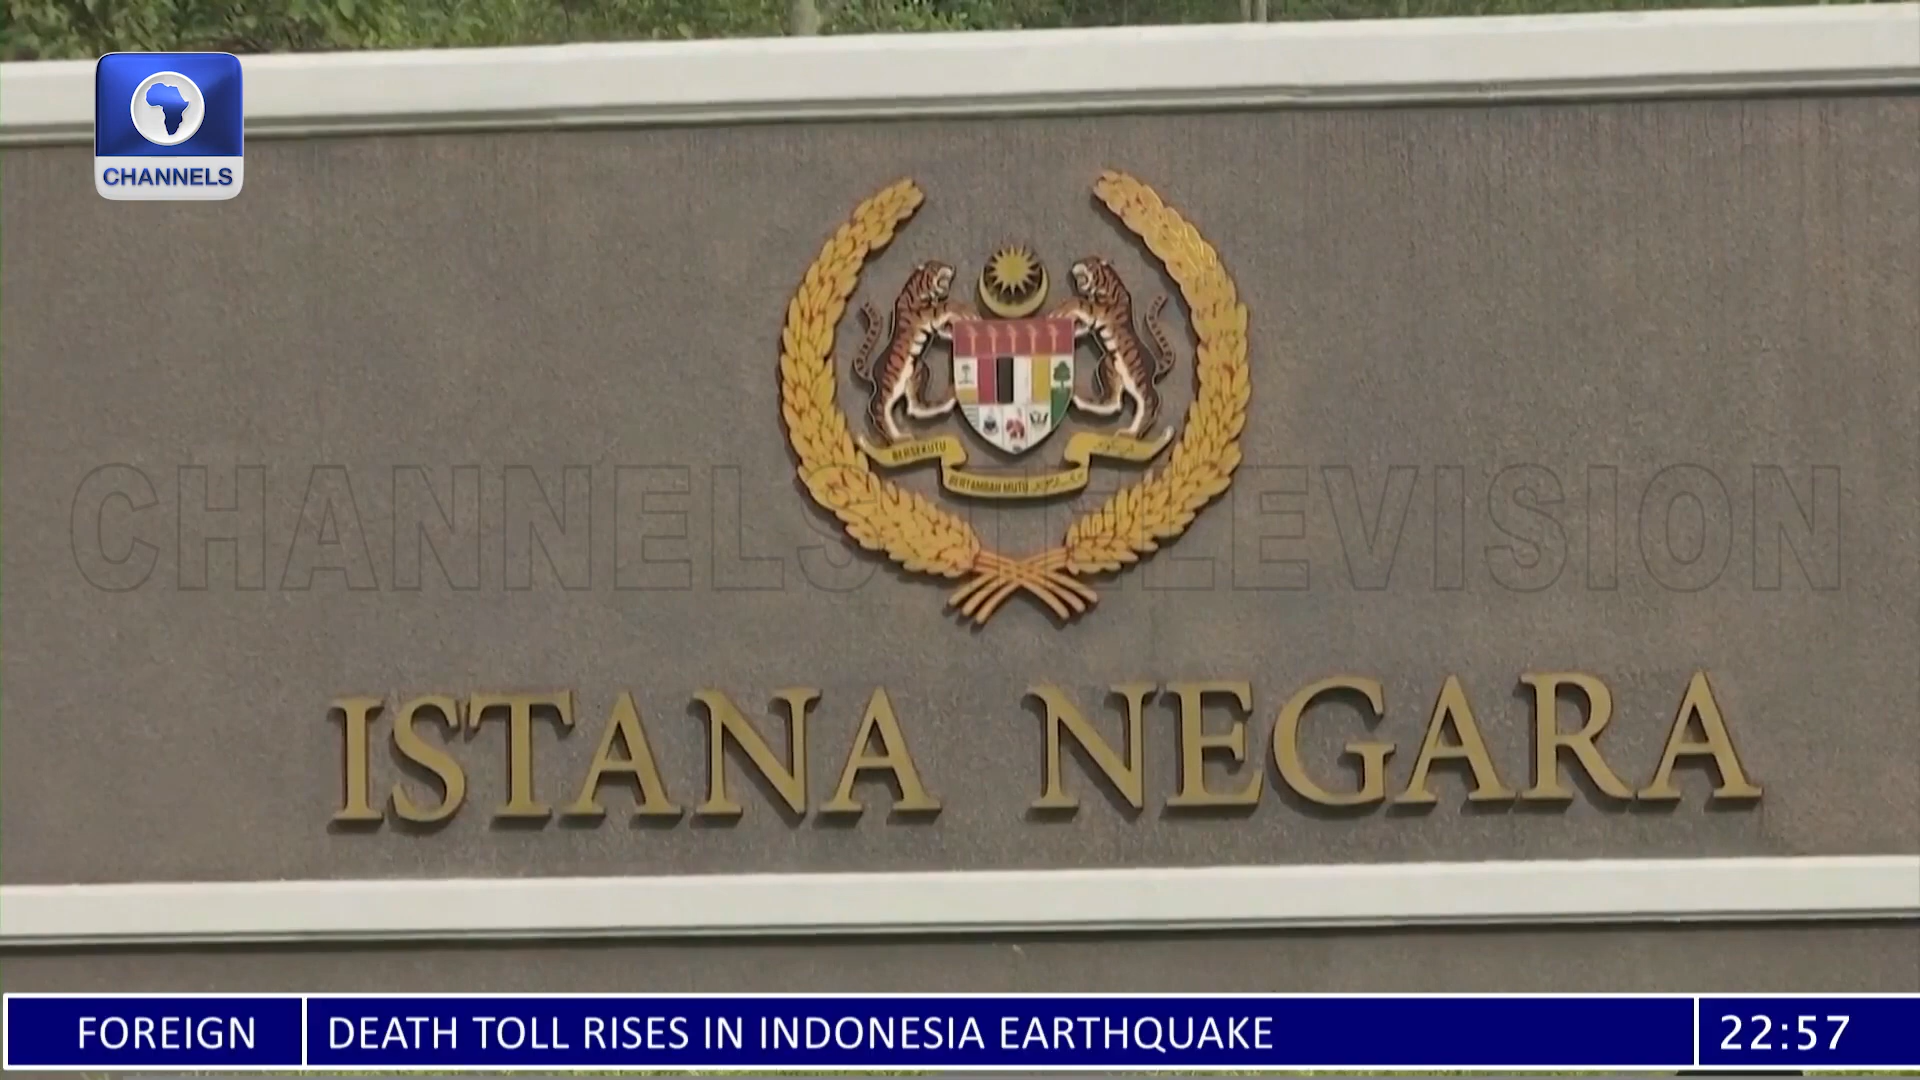 CHANNELS
BERSEKUTU
BERTAMBAH MUTU
CHANNELS TELEVISION
ISTANA NEGARA
FOREIGN
DEATH TOLL RISES IN INDONESIA EARTHQUAKE
22:57